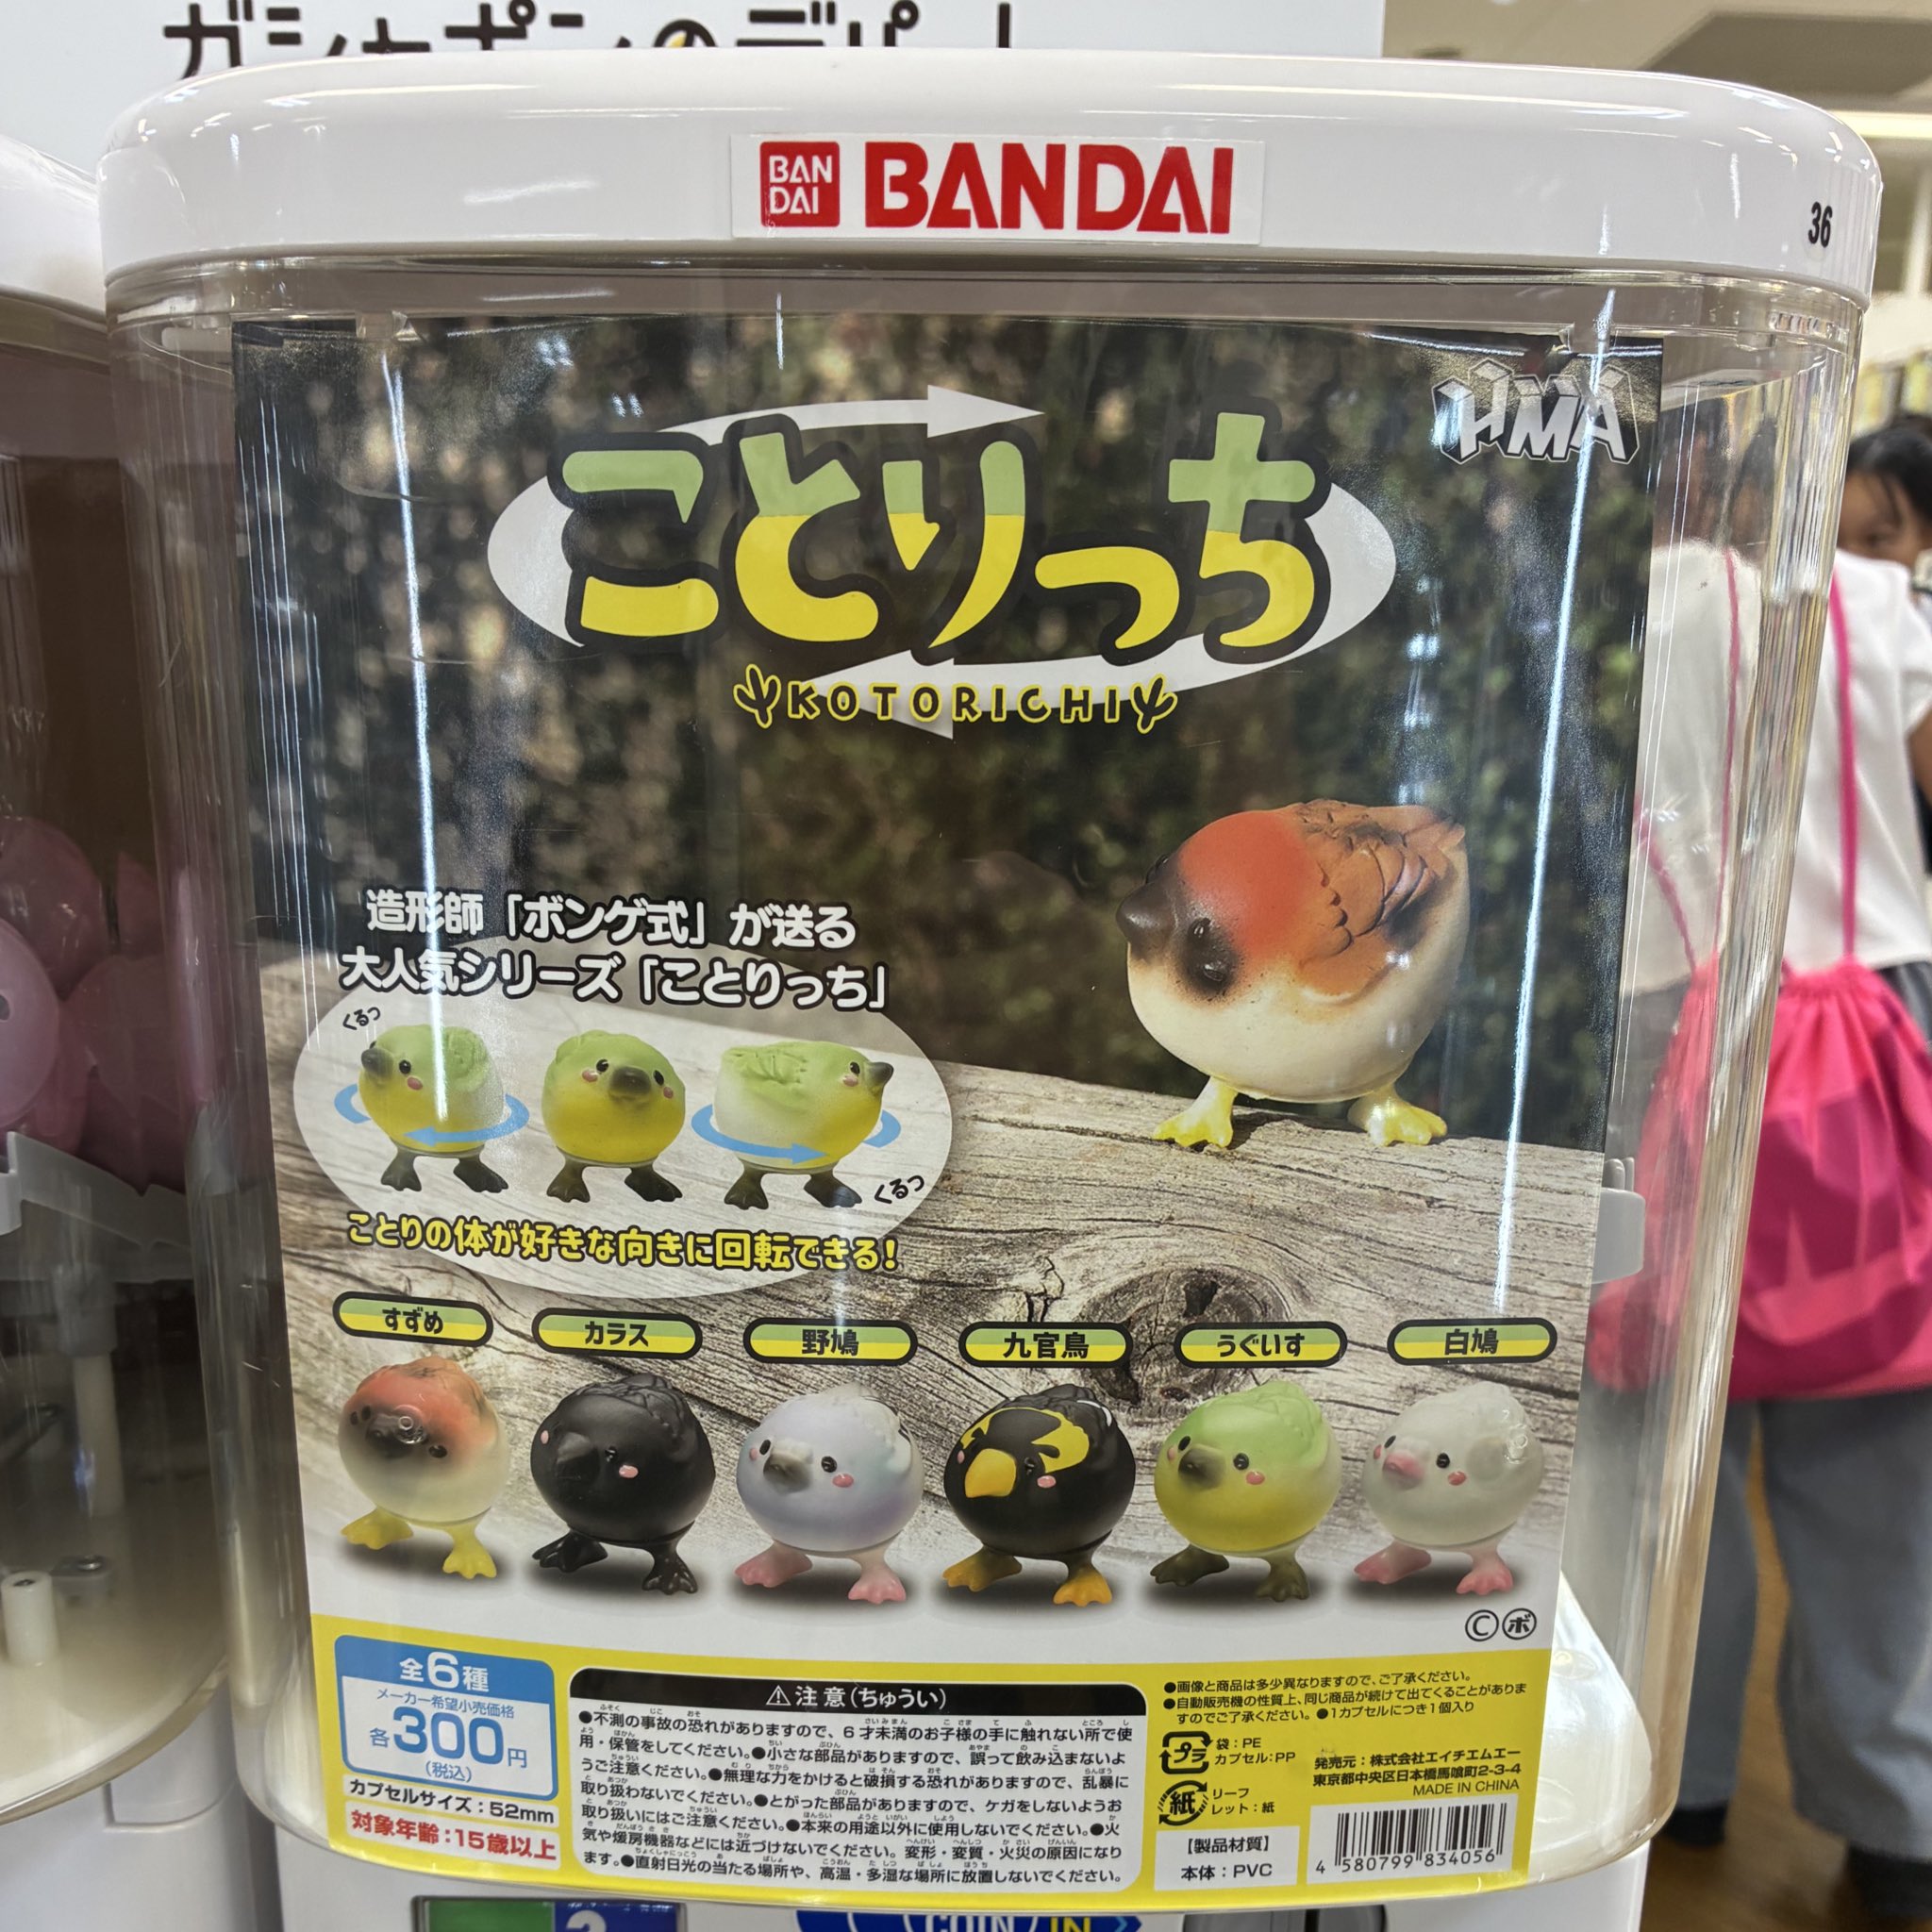 ガシャポンのデパート
BAN
DAI
BANDAI
36
HMA
ことりっち
KOTORICHI
造形師「ボンゲ式」が送る
大人気シリーズ「ことりっち」
くるっ
くるっ
ことりの体が好きな向きに回転できる!
すずめ
カラス
野鳩
九官鳥
うぐいす
白鳩
©ボ
全6種
メーカー希望小売価格
各300円
(税込)
カプセルサイズ:52mm
対象年齢:15歳以上
⚠注意(ちゅうい)
●不測の事故の恐れがありますので、6才未満のお子様の手に触れない所で使
用・保管をしてください。●小さな部品がありますので、誤って飲み込まないよ
うご注意ください。●無理な力をかけると破損する恐れがありますので、乱暴に
取り扱わないでください。●とがった部品がありますので、ケガをしないようお
取り扱いにはご注意ください。●本来の用途以外に使用しないでください。●火
気や暖房機器などには近づけないでください。変形・変質・火災の原因になり
ます。●直射日光の当たる場所や、高温・多湿な場所に放置しないでください。
●画像と商品は多少異なりますので、ご了承ください。
●自動販売機の性質上、同じ商品が続けて出てくることがありま
すのでご了承ください。●1カプセルにつき1個入り
プラ
袋:PE
カプセル:PP
紙
リーフ
レット:紙
【製品材質】
本体:PVC
発売元:株式会社エイチエムエー
東京都中央区日本橋馬喰町2-3-4
MADE IN CHINA
4 580799 834056
2
COIN/IN